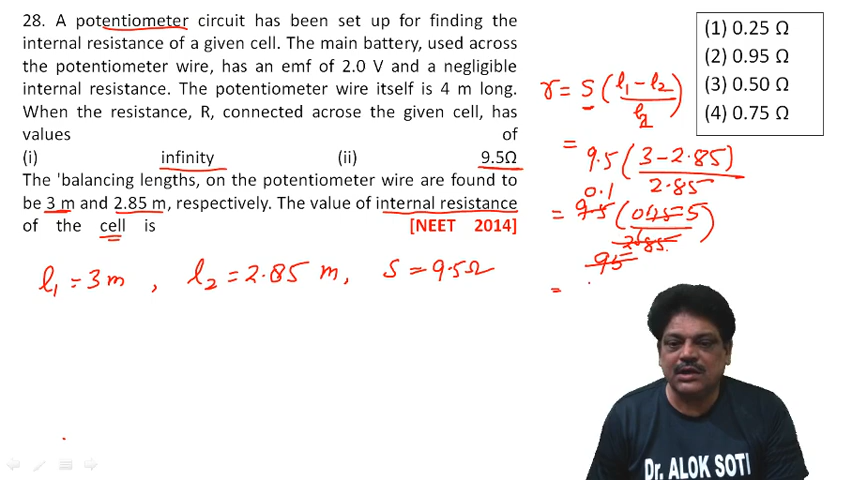 28. A potentiometer circuit has been set up for finding the
internal resistance of a given cell. The main battery, used across
the potentiometer wire, has an emf of 2.0 V and a negligible
internal resistance. The potentiometer wire itself is 4 m long.
When the resistance, R, connected acrose the given cell, has
values of
(i) infinity (ii) 9.5Ω
The 'balancing lengths, on the potentiometer wire are found to
be 3 m and 2.85 m, respectively. The value of internal resistance
of the cell is [NEET 2014]
(1) 0.25 Ω
(2) 0.95 Ω
(3) 0.50 Ω
(4) 0.75 Ω
r = S (l₁ - l₂ / l₂)
= 9.5 (3 - 2.85 / 2.85)
0.1
l₁ = 3 m , l₂ = 2.85 m, S = 9.5 Ω
=
Dr. ALOK SOTI